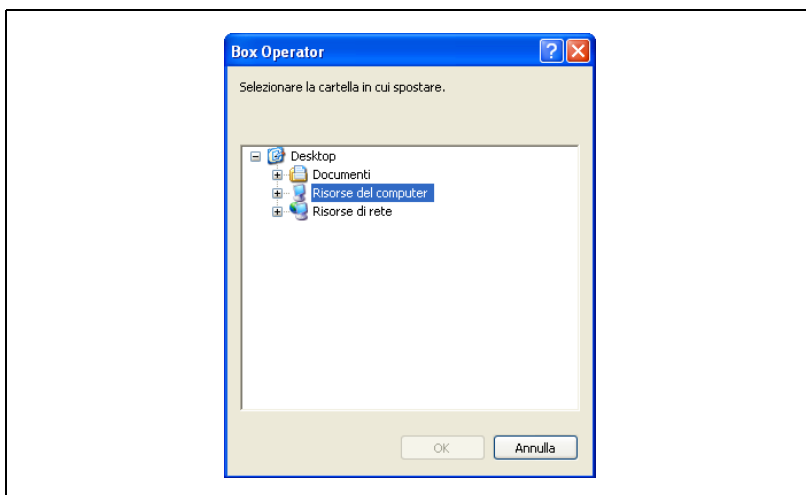 Box Operator
Selezionare la cartella in cui spostare.
Desktop
Documenti
Risorse del computer
Risorse di rete
OK
Annulla